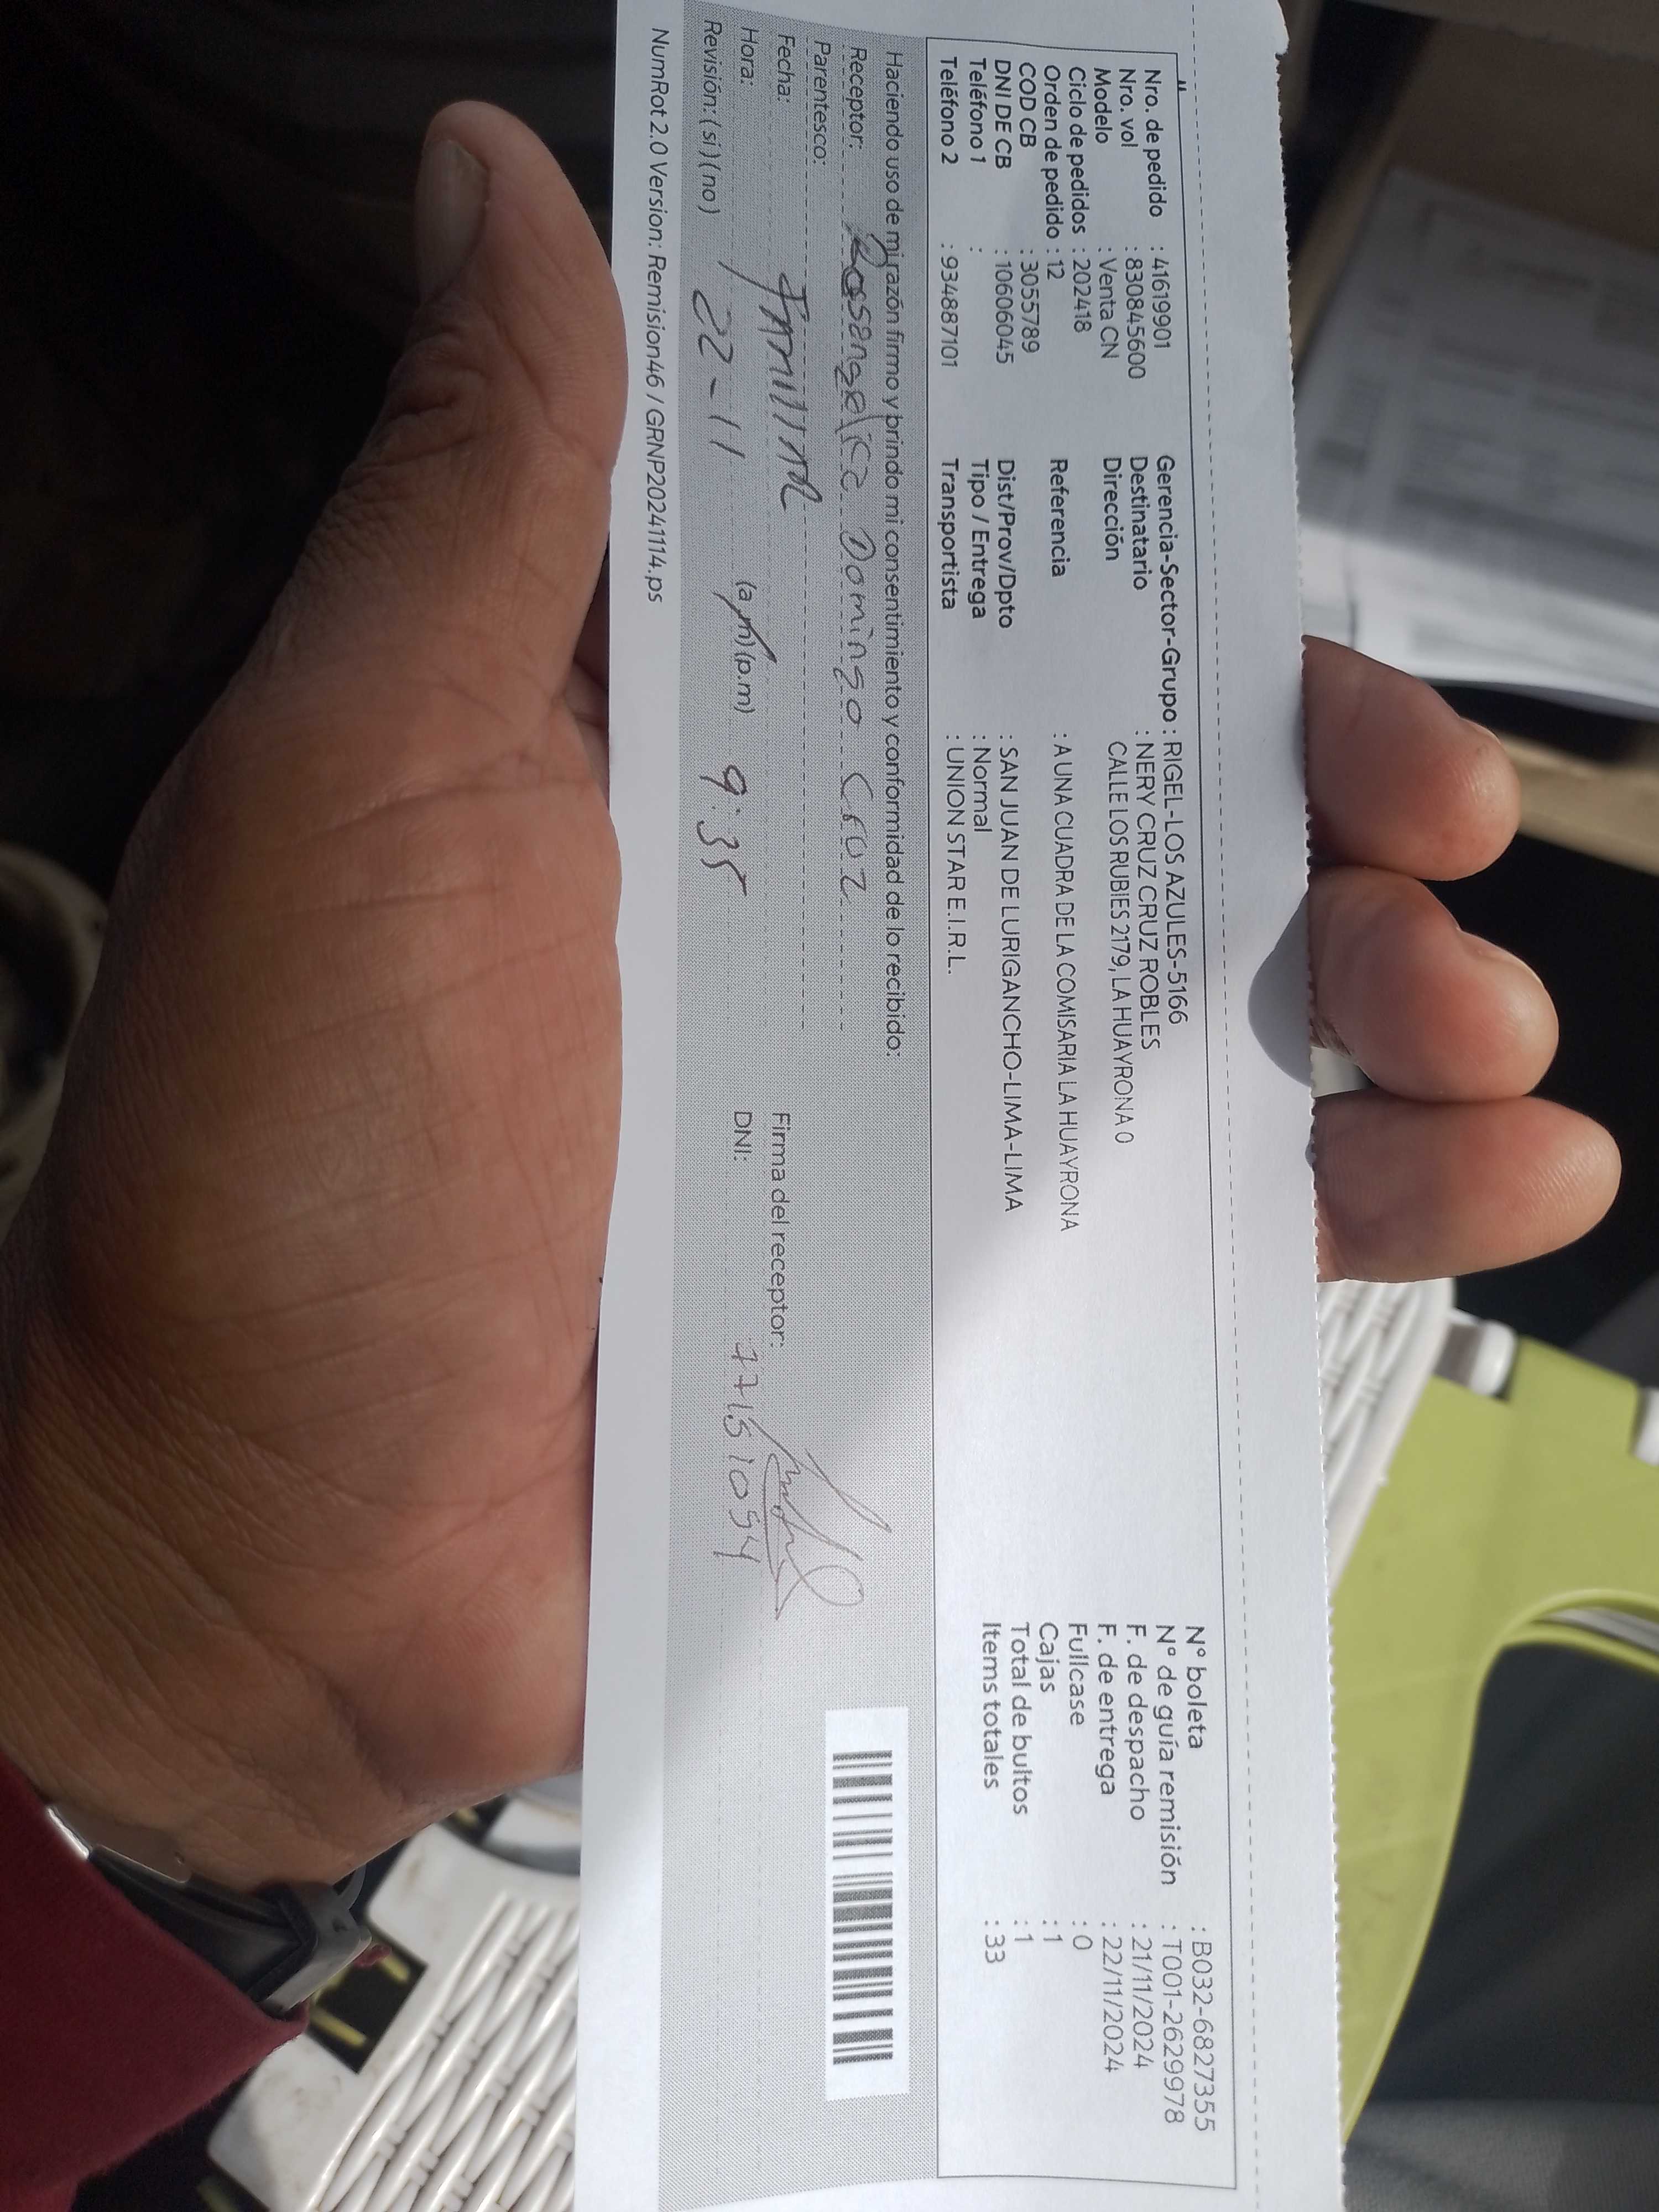 Nro. de pedido : 41619901
Nro. vol : 830845600
Modelo : Venta CN
Ciclo de pedidos : 202418
Orden de pedido : 12
COD CB : 3055789
DNI DE CB : 10606045
Teléfono 1 :
Teléfono 2 : 934887101
Gerencia-Sector-Grupo : RIGEL-LOS AZULES-5166
Destinatario : NERY CRUZ CRUZ ROBLES
Dirección CALLE LOS RUBIES 2179, LA HUAYRONA 0
Referencia : A UNA CUADRA DE LA COMISARIA LA HUAYRONA
Dist/Prov/Dpto : SAN JUAN DE LURIGANCHO-LIMA-LIMA
Tipo / Entrega : Normal
Transportista : UNION STAR E.I.R.L.
N° boleta : B032-6827355
N° de guía remisión : T001-2629978
F. de despacho : 21/11/2024
F. de entrega : 22/11/2024
Fullcase : 0
Cajas : 1
Total de bultos : 1
Items totales : 33
Haciendo uso de mi razón firmo y brindo mi consentimiento y conformidad de lo recibido:
Receptor: Rosangelica Domingo Cruz
Parentesco:
Fecha: Familiar
Hora: (a.m) (p.m)
Revisión: ( si ) ( no ) 22-11 9:35
Firma del receptor:
DNI: 77151054
NumRot 2.0 Version: Remision46 / GRNP20241114.ps